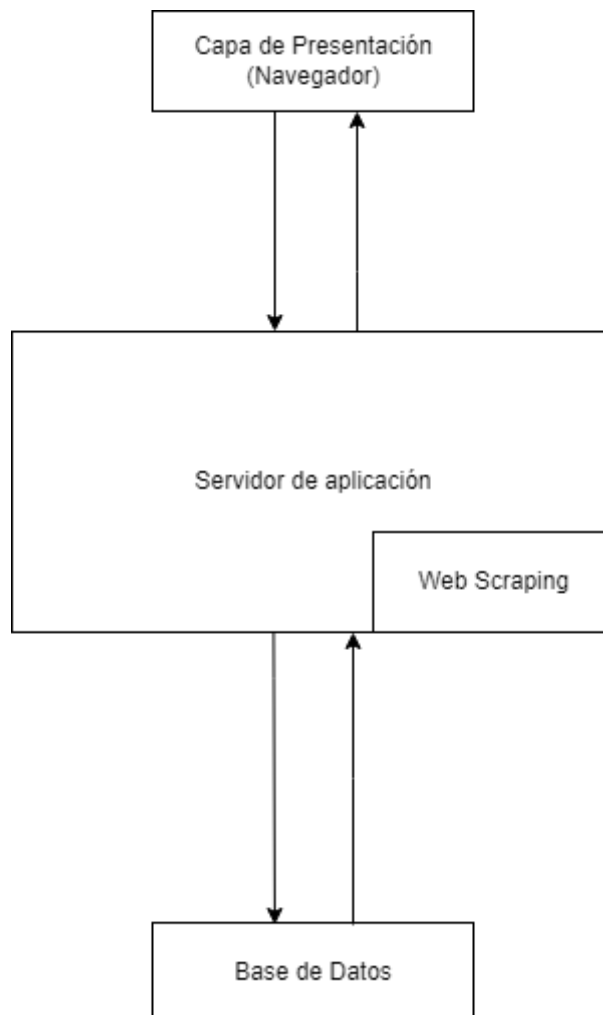 Capa de Presentación
(Navegador)
Servidor de aplicación
Web Scraping
Base de Datos